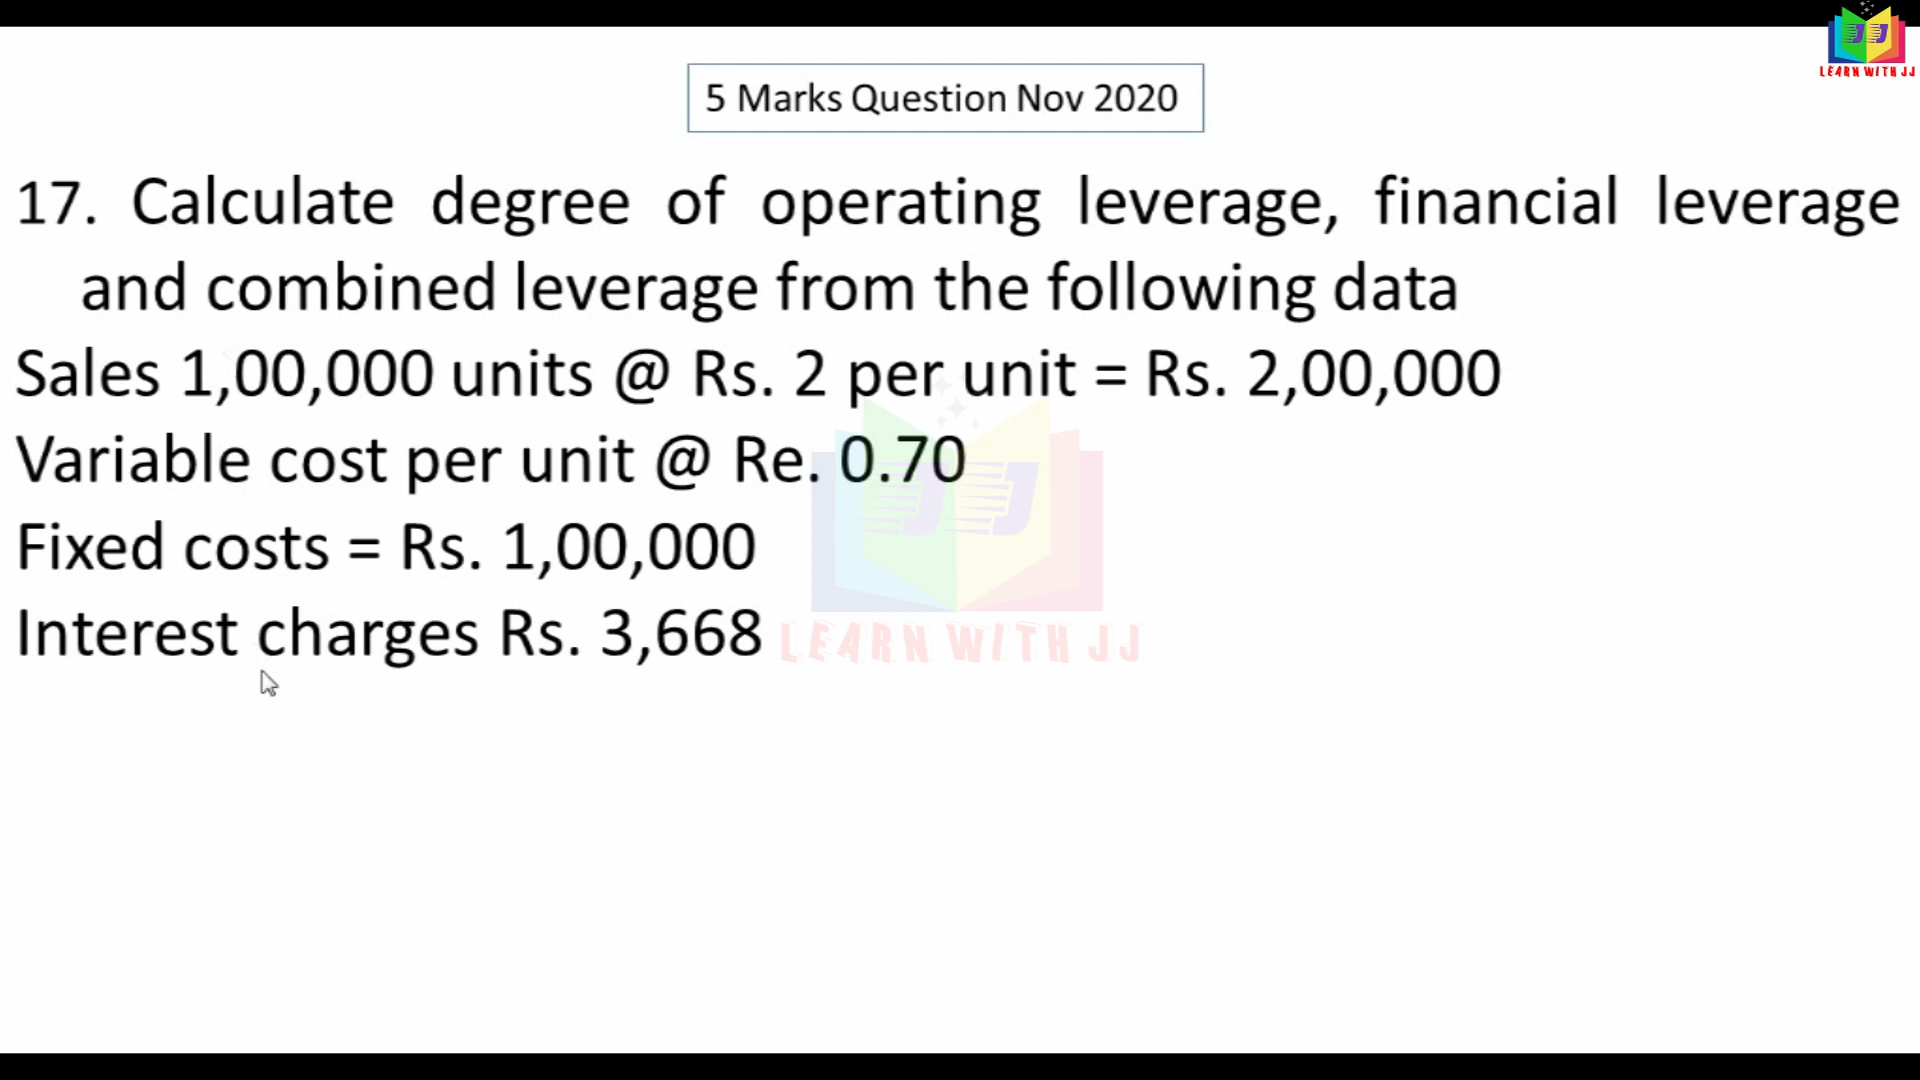 LEARN WITH JJ
5 Marks Question Nov 2020
17. Calculate degree of operating leverage, financial leverage
and combined leverage from the following data
Sales 1,00,000 units @ Rs. 2 per unit = Rs. 2,00,000
Variable cost per unit @ Re. 0.70
Fixed costs = Rs. 1,00,000
Interest charges Rs. 3,668
JJ
LEARN WITH JJ